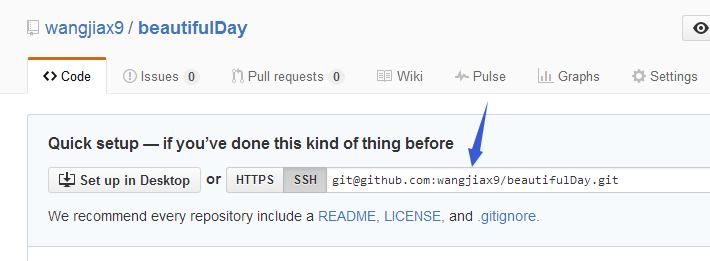 wangjiax9 / beautifulDay
Code Issues 0 Pull requests 0 Wiki Pulse Graphs Settings
Quick setup — if you’ve done this kind of thing before
Set up in Desktop or HTTPS SSH git@github.com:wangjiax9/beautifulDay.git
We recommend every repository include a README, LICENSE, and .gitignore.